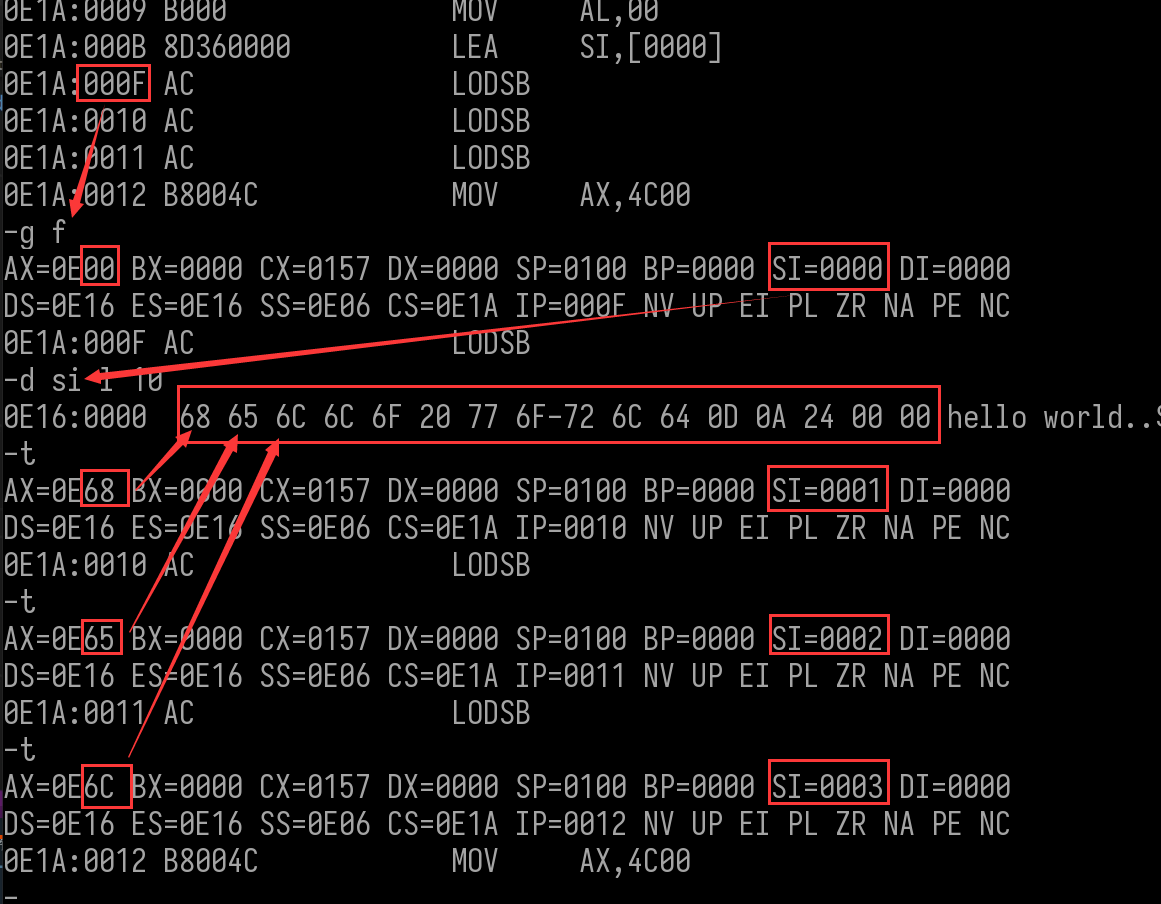 0E1A:0009 B000 MOV AL,00
0E1A:000B 8D360000 LEA SI,[0000]
0E1A:000F AC LODSB
0E1A:0010 AC LODSB
0E1A:0011 AC LODSB
0E1A:0012 B8004C MOV AX,4C00
-g f
AX=0E00 BX=0000 CX=0157 DX=0000 SP=0100 BP=0000 SI=0000 DI=0000
DS=0E16 ES=0E16 SS=0E06 CS=0E1A IP=000F NV UP EI PL ZR NA PE NC
0E1A:000F AC LODSB
-d si l 10
0E16:0000 68 65 6C 6C 6F 20 77 6F-72 6C 64 0D 0A 24 00 00 hello world..$
-t
AX=0E68 BX=0000 CX=0157 DX=0000 SP=0100 BP=0000 SI=0001 DI=0000
DS=0E16 ES=0E16 SS=0E06 CS=0E1A IP=0010 NV UP EI PL ZR NA PE NC
0E1A:0010 AC LODSB
-t
AX=0E65 BX=0000 CX=0157 DX=0000 SP=0100 BP=0000 SI=0002 DI=0000
DS=0E16 ES=0E16 SS=0E06 CS=0E1A IP=0011 NV UP EI PL ZR NA PE NC
0E1A:0011 AC LODSB
-t
AX=0E6C BX=0000 CX=0157 DX=0000 SP=0100 BP=0000 SI=0003 DI=0000
DS=0E16 ES=0E16 SS=0E06 CS=0E1A IP=0012 NV UP EI PL ZR NA PE NC
0E1A:0012 B8004C MOV AX,4C00
-